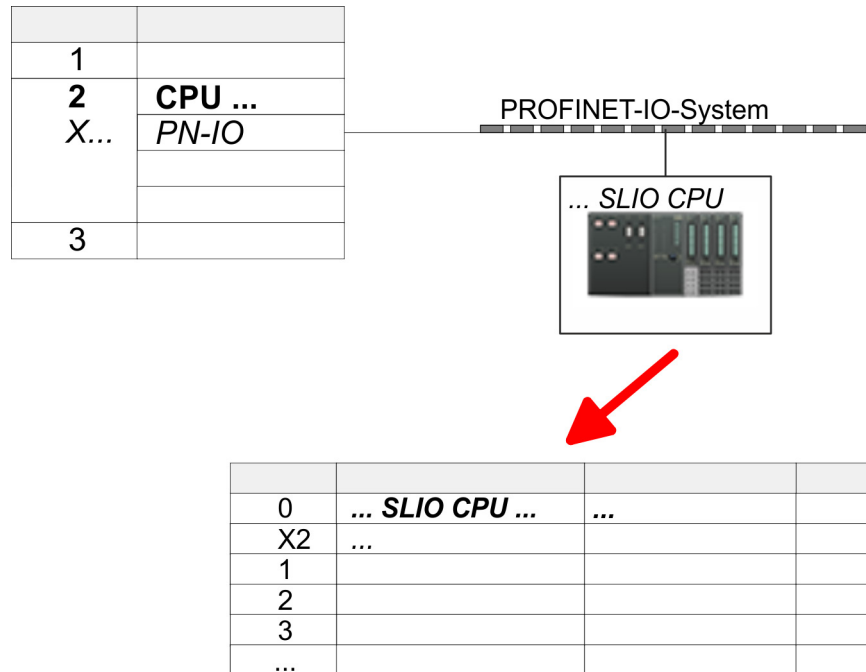 1
2 CPU ...
X... PN-IO
3
PROFINET-IO-System
... SLIO CPU
0 ... SLIO CPU ... ...
X2 ...
1
2
3
...